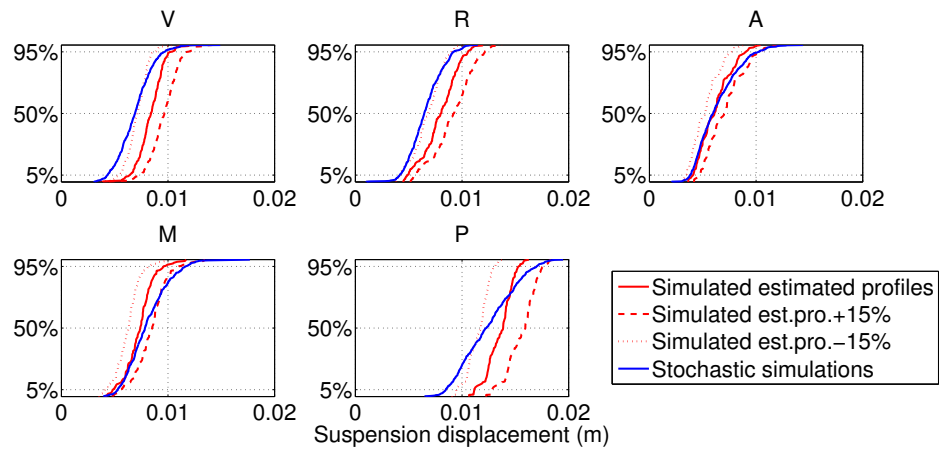 V R A
95% 95% 95%
50% 50% 50%
5% 5% 5%
0 0.01 0.02 0 0.01 0.02 0 0.01 0.02
M P
95% 95%
Simulated estimated profiles
Simulated est.pro.+15%
50% 50%
Simulated est.pro.−15%
Stochastic simulations
5% 5%
0 0.01 0.02 0 0.01 0.02
Suspension displacement (m)